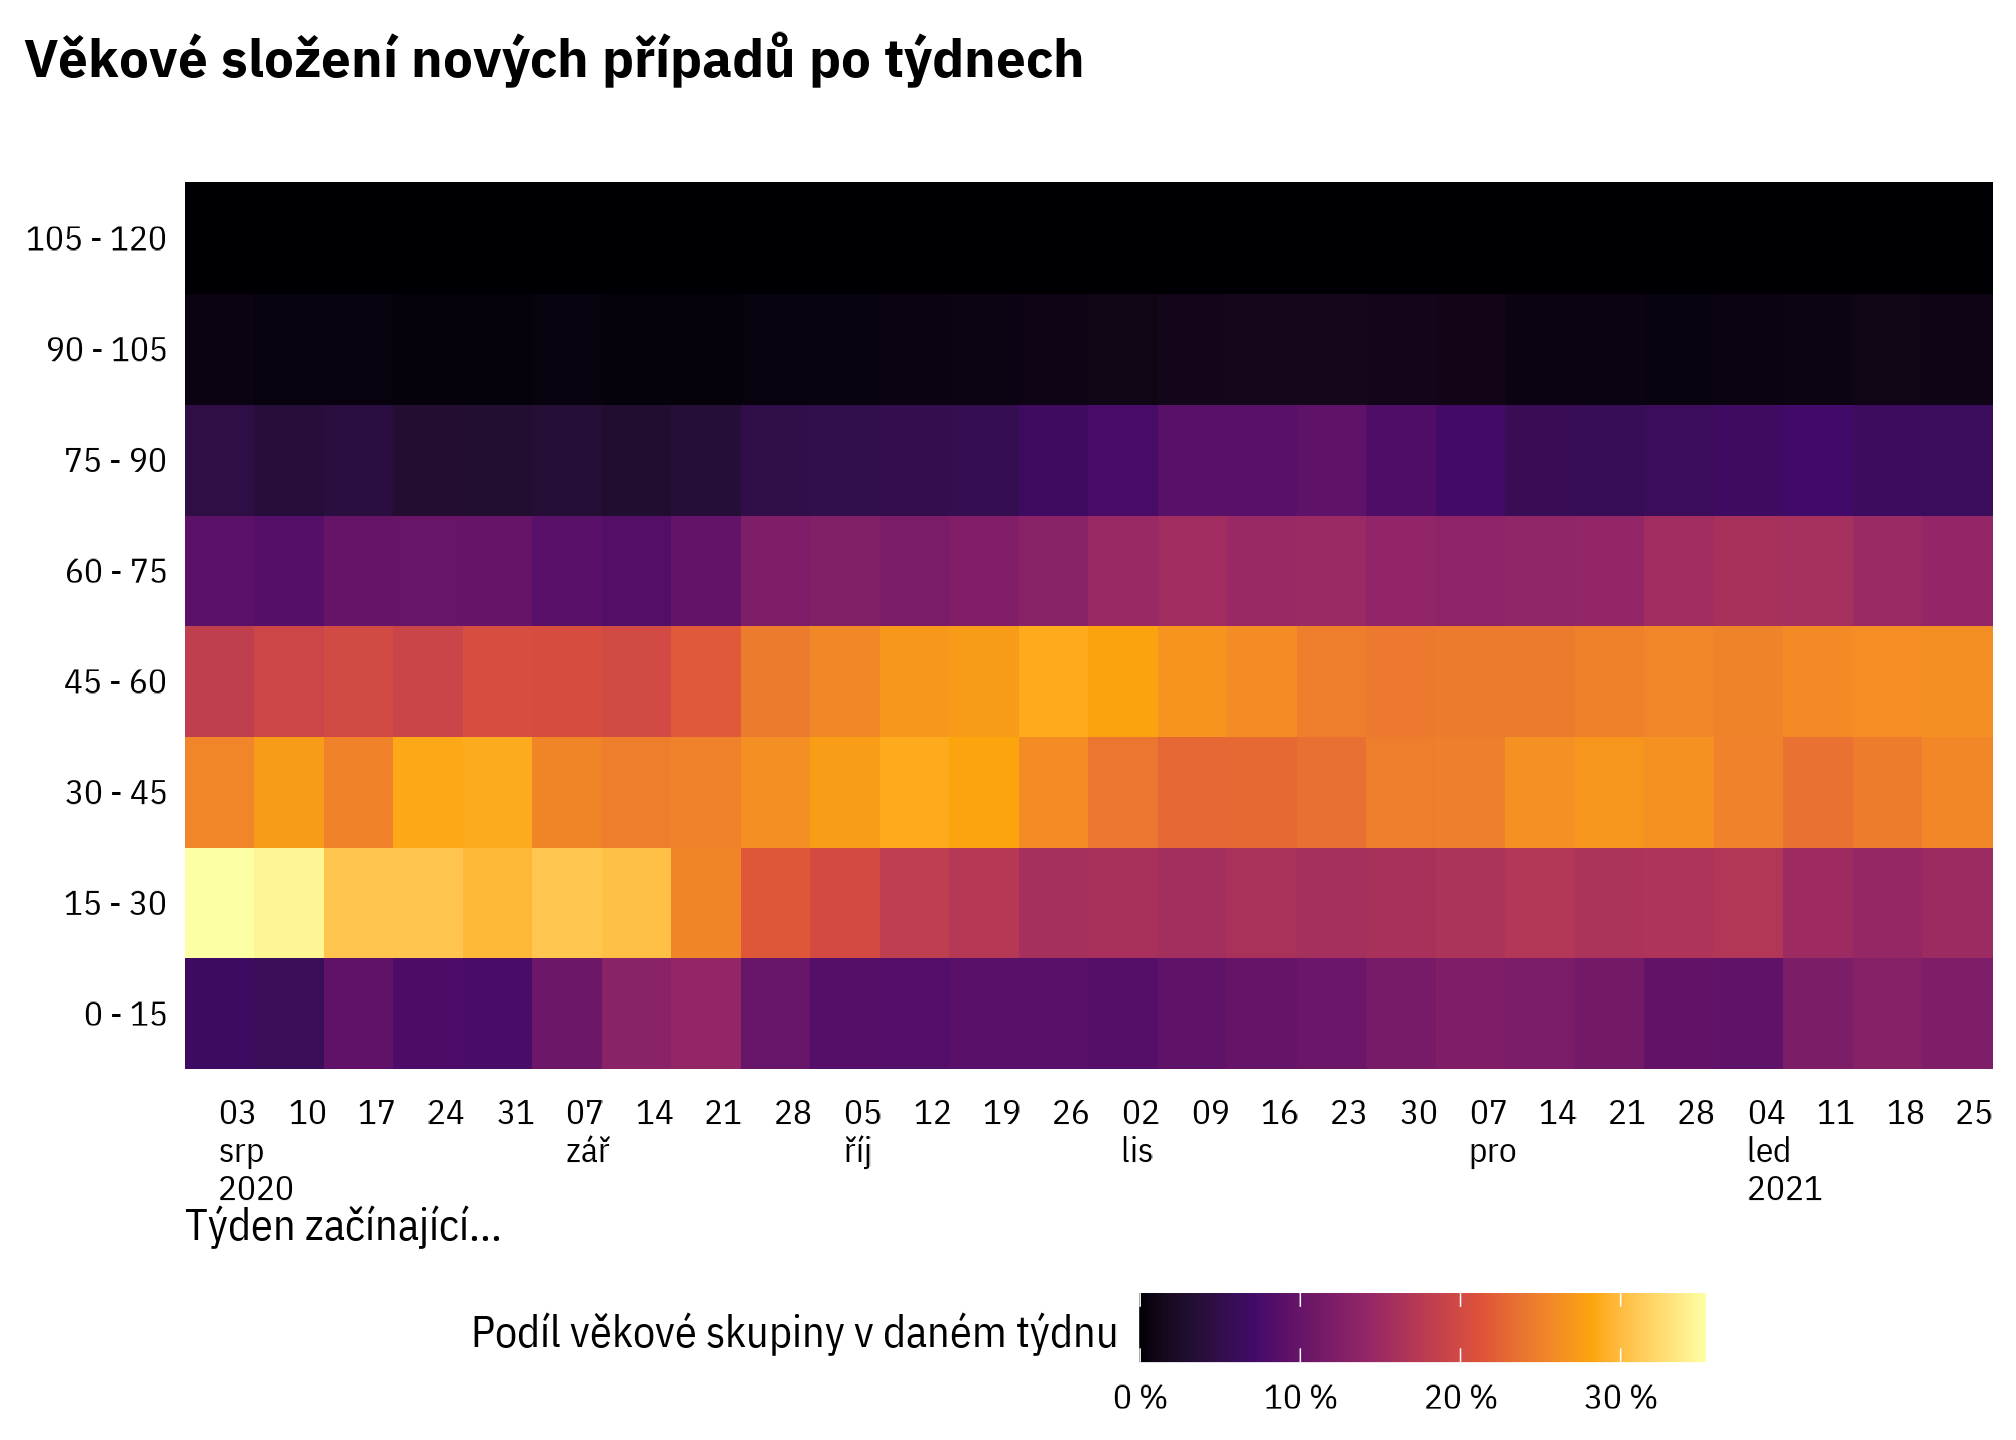 Věkové složení nových případů po týdnech
105 - 120
90 - 105
75 - 90
60 - 75
45 - 60
30 - 45
15 - 30
0 - 15
03 10 17 24 31 07 14 21 28 05 12 19 26 02 09 16 23 30 07 14 21 28 04 11 18 25
srp zář říj lis pro led
2020 2021
Týden začínající...
Podíl věkové skupiny v daném týdnu
0 % 10 % 20 % 30 %